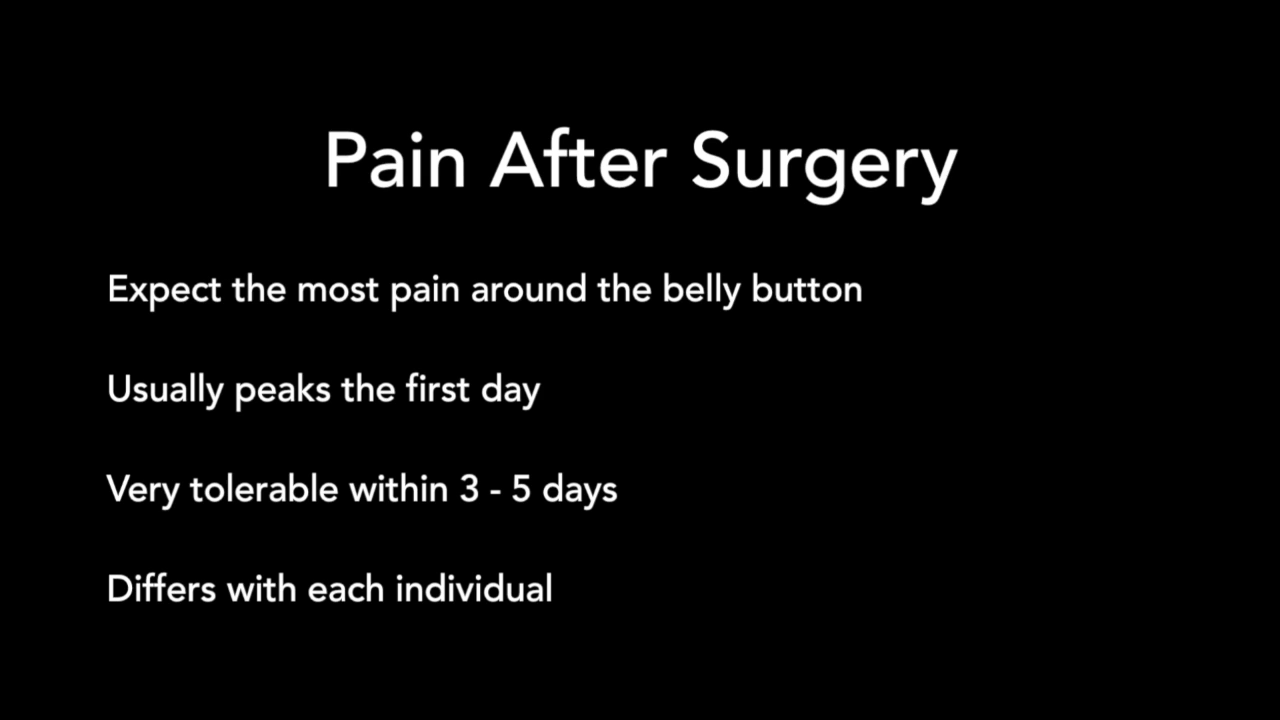 Pain After Surgery
Expect the most pain around the belly button
Usually peaks the first day
Very tolerable within 3 - 5 days
Differs with each individual